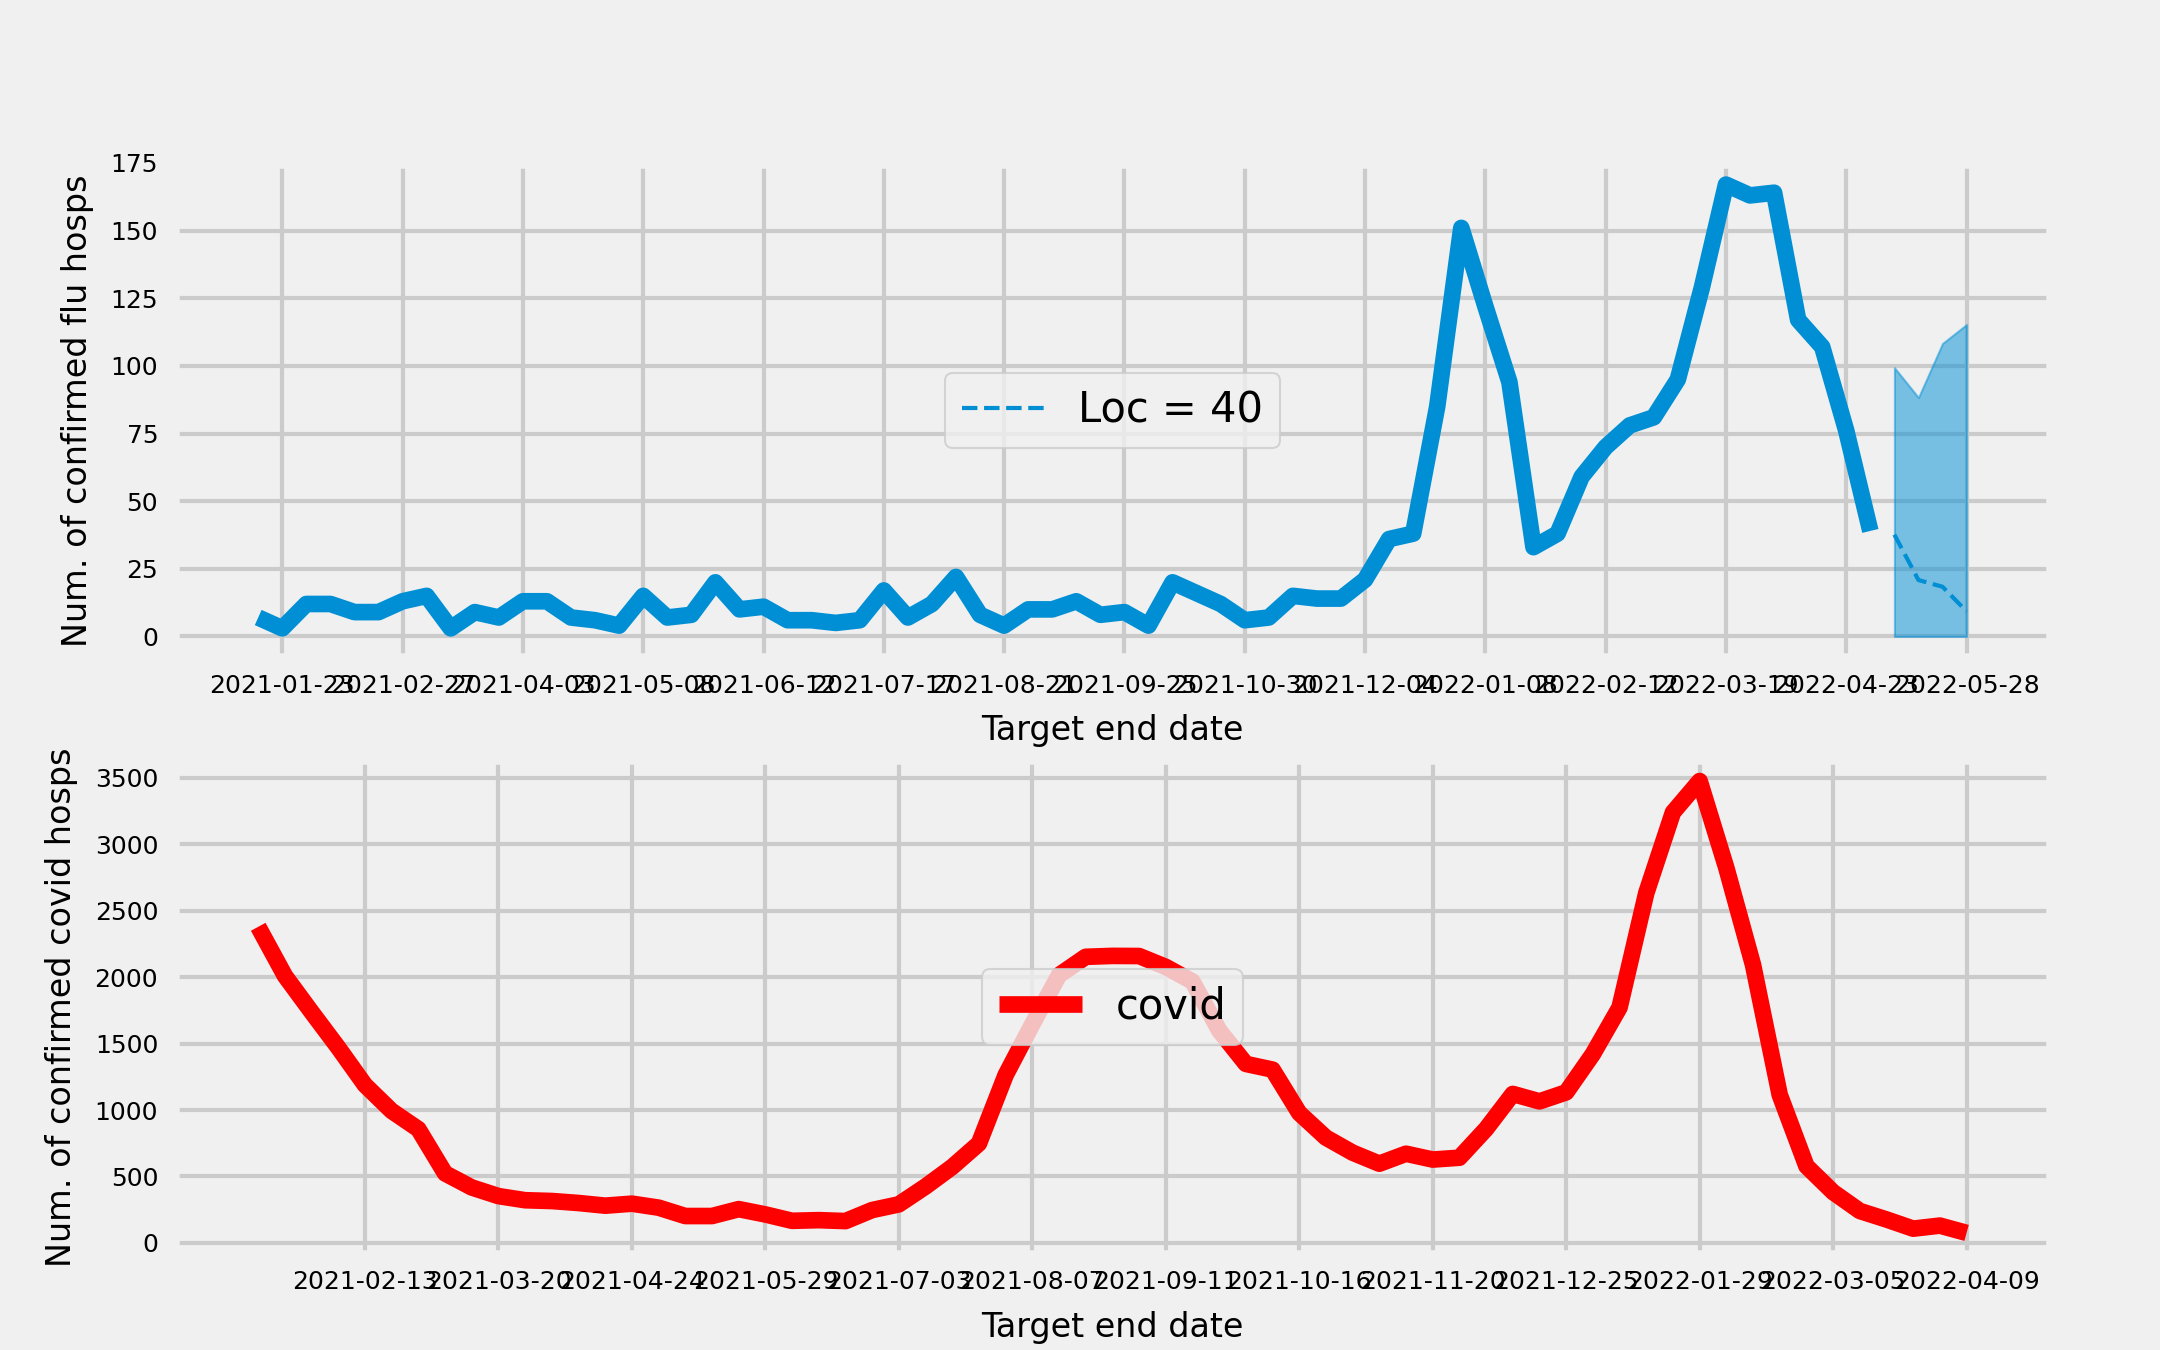 Num. of confirmed flu hosps
175
150
125
100
75
50
25
0
Loc = 40
2021-01-23 2021-02-27 2021-04-03 2021-05-08 2021-06-12 2021-07-17 2021-08-21 2021-09-25 2021-10-30 2021-12-04 2022-01-08 2022-02-12 2022-03-19 2022-04-23 2022-05-28
Target end date
Num. of confirmed covid hosps
3500
3000
2500
2000
1500
1000
500
0
covid
2021-02-13 2021-03-20 2021-04-24 2021-05-29 2021-07-03 2021-08-07 2021-09-11 2021-10-16 2021-11-20 2021-12-25 2022-01-29 2022-03-05 2022-04-09
Target end date